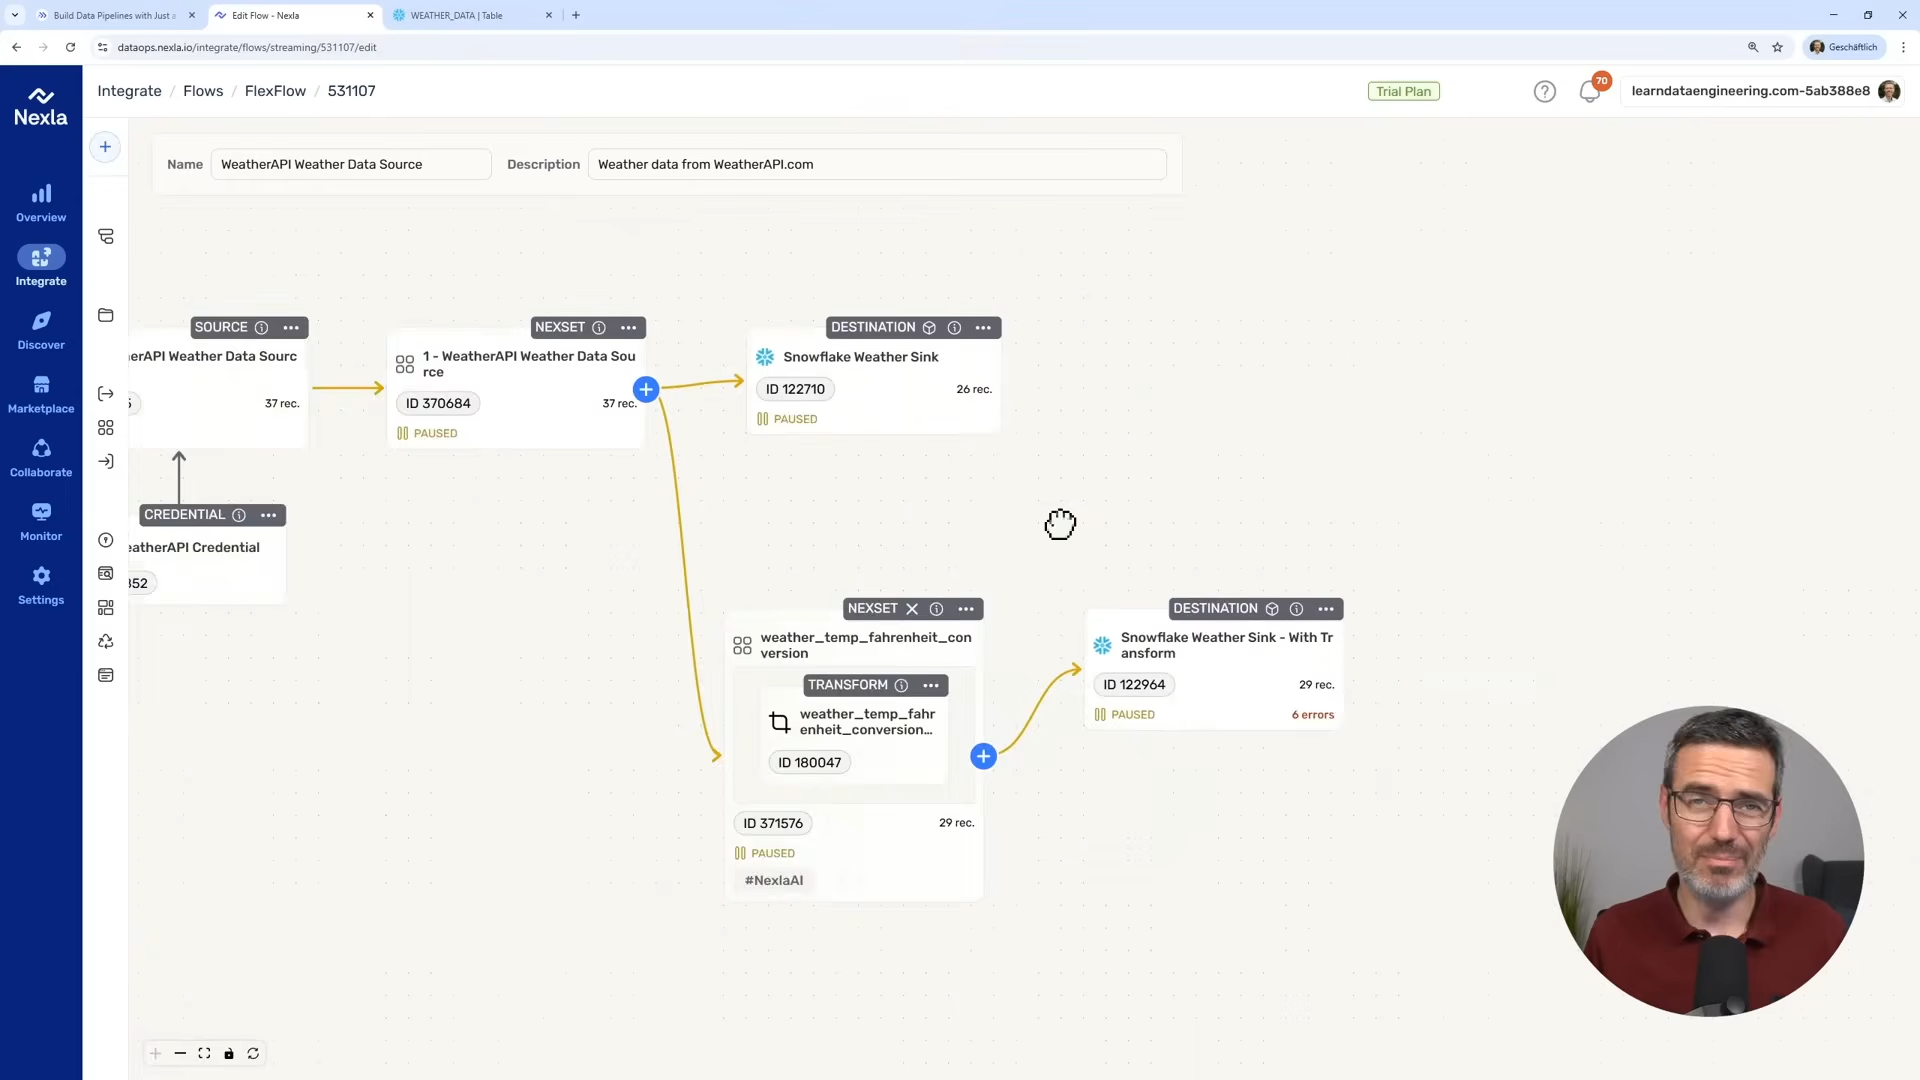 Build Data Pipelines with Just a
Edit Flow - Nexla
WEATHER_DATA | Table
dataops.nexla.io/integrate/flows/streaming/531107/edit
Geschäftlich
Nexla
Integrate / Flows / FlexFlow / 531107
Trial Plan
70
learndataengineering.com-5ab388e8
Name
WeatherAPI Weather Data Source
Description
Weather data from WeatherAPI.com
Overview
Integrate
Discover
Marketplace
Collaborate
Monitor
Settings
SOURCE
erAPI Weather Data Sourc
37 rec.
CREDENTIAL
eatherAPI Credential
352
NEXSET
1 - WeatherAPI Weather Data Sou
rce
ID 370684
37 rec.
PAUSED
DESTINATION
Snowflake Weather Sink
ID 122710
26 rec.
PAUSED
NEXSET
weather_temp_fahrenheit_con
version
TRANSFORM
weather_temp_fahr
enheit_conversion...
ID 180047
ID 371576
29 rec.
PAUSED
#NexlaAI
DESTINATION
Snowflake Weather Sink - With Tr
ansform
ID 122964
29 rec.
PAUSED
6 errors